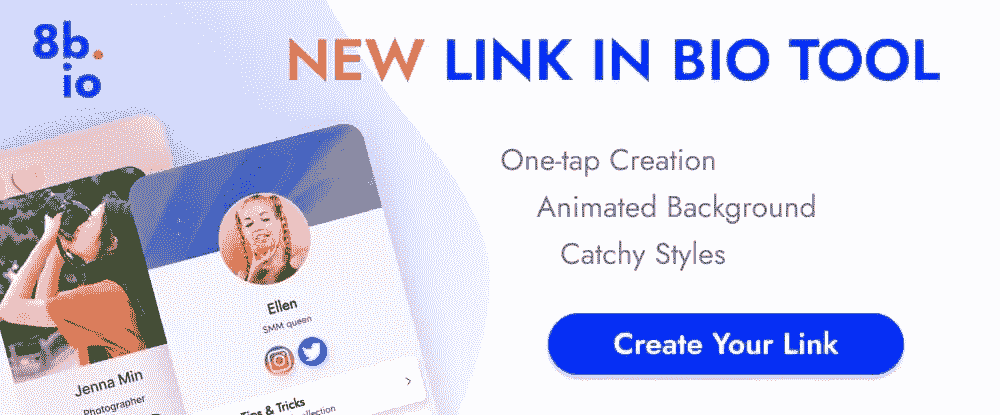 8b.
io
NEW LINK IN BIO TOOL
One-tap Creation
Animated Background
Catchy Styles
Create Your Link
Ellen
SMM queen
Jenna Min
Photographer
Tips & Tricks
collection